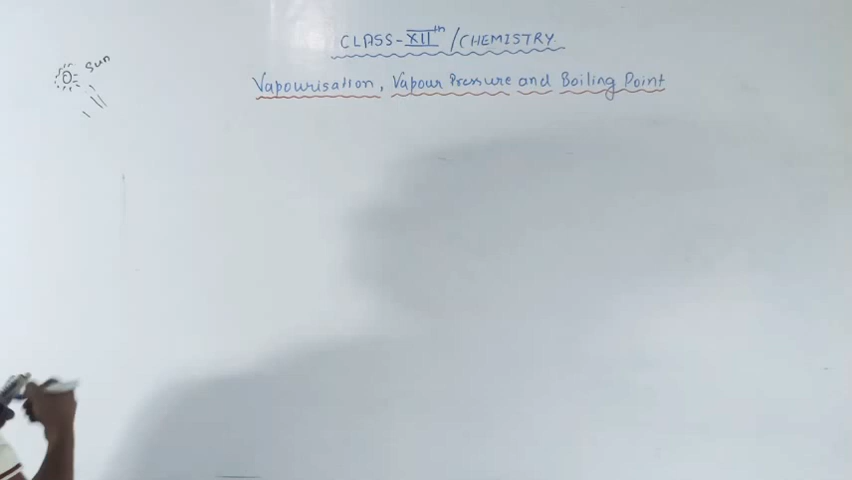 CLASS-XIIth/CHEMISTRY.
Sun
Vapourisation, Vapour Pressure and Boiling Point